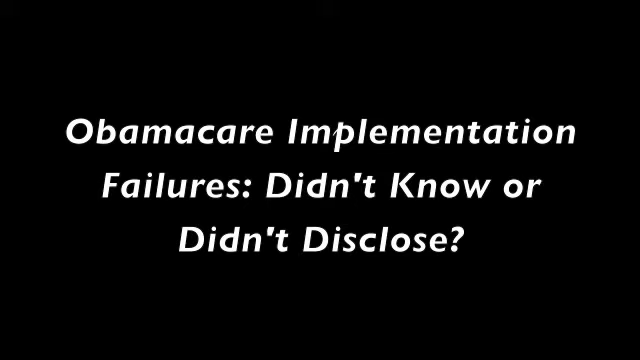 Obamacare Implementation
Failures: Didn't Know or
Didn't Disclose?